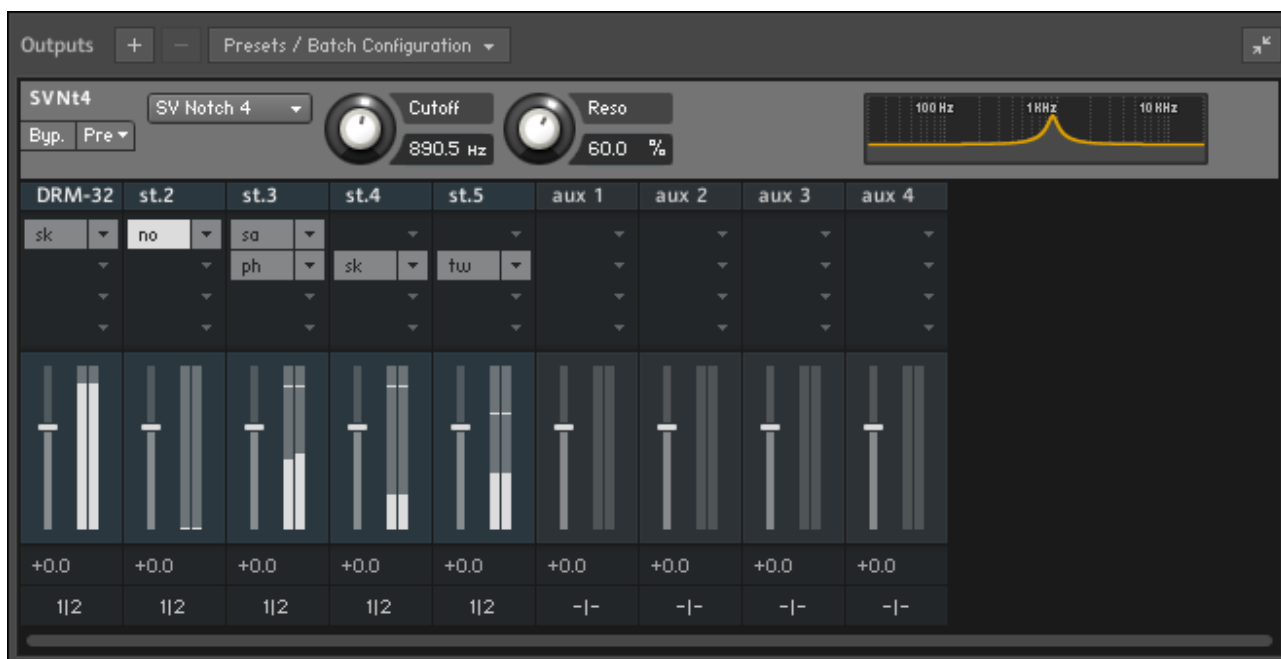 Outputs + − Presets / Batch Configuration
SVNt4 SV Notch 4 Cutoff Reso 100 Hz 1 KHz 10 KHz
Byp. Pre 890.5 Hz 60.0 %
DRM-32 st.2 st.3 st.4 st.5 aux 1 aux 2 aux 3 aux 4
sk no sa
ph sk tw
+0.0 +0.0 +0.0 +0.0 +0.0 +0.0 +0.0 +0.0 +0.0
1|2 1|2 1|2 1|2 1|2 -|- -|- -|- -|-